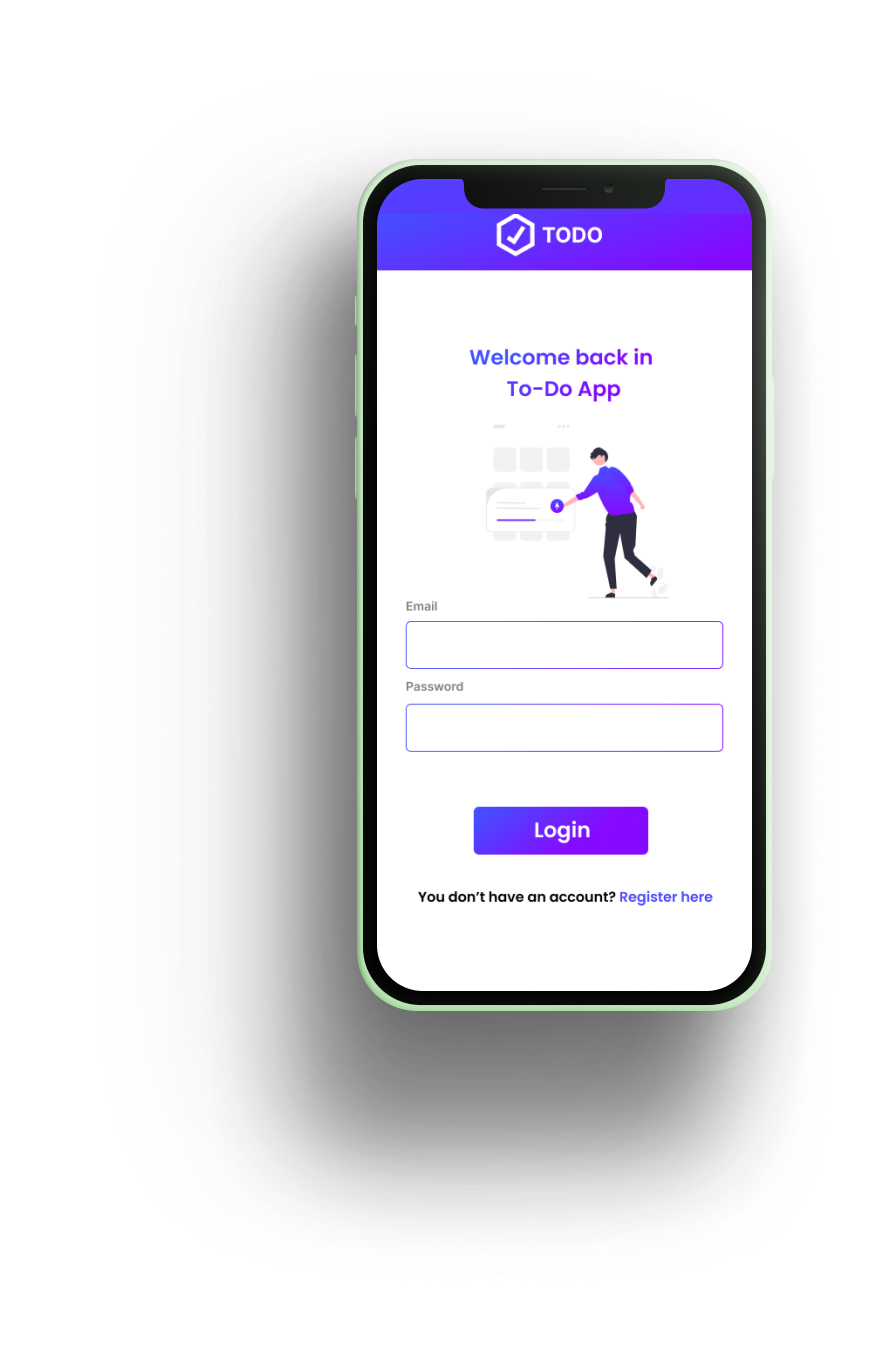 TODO
Welcome back in
To-Do App
Email
Password
Login
You don’t have an account? Register here